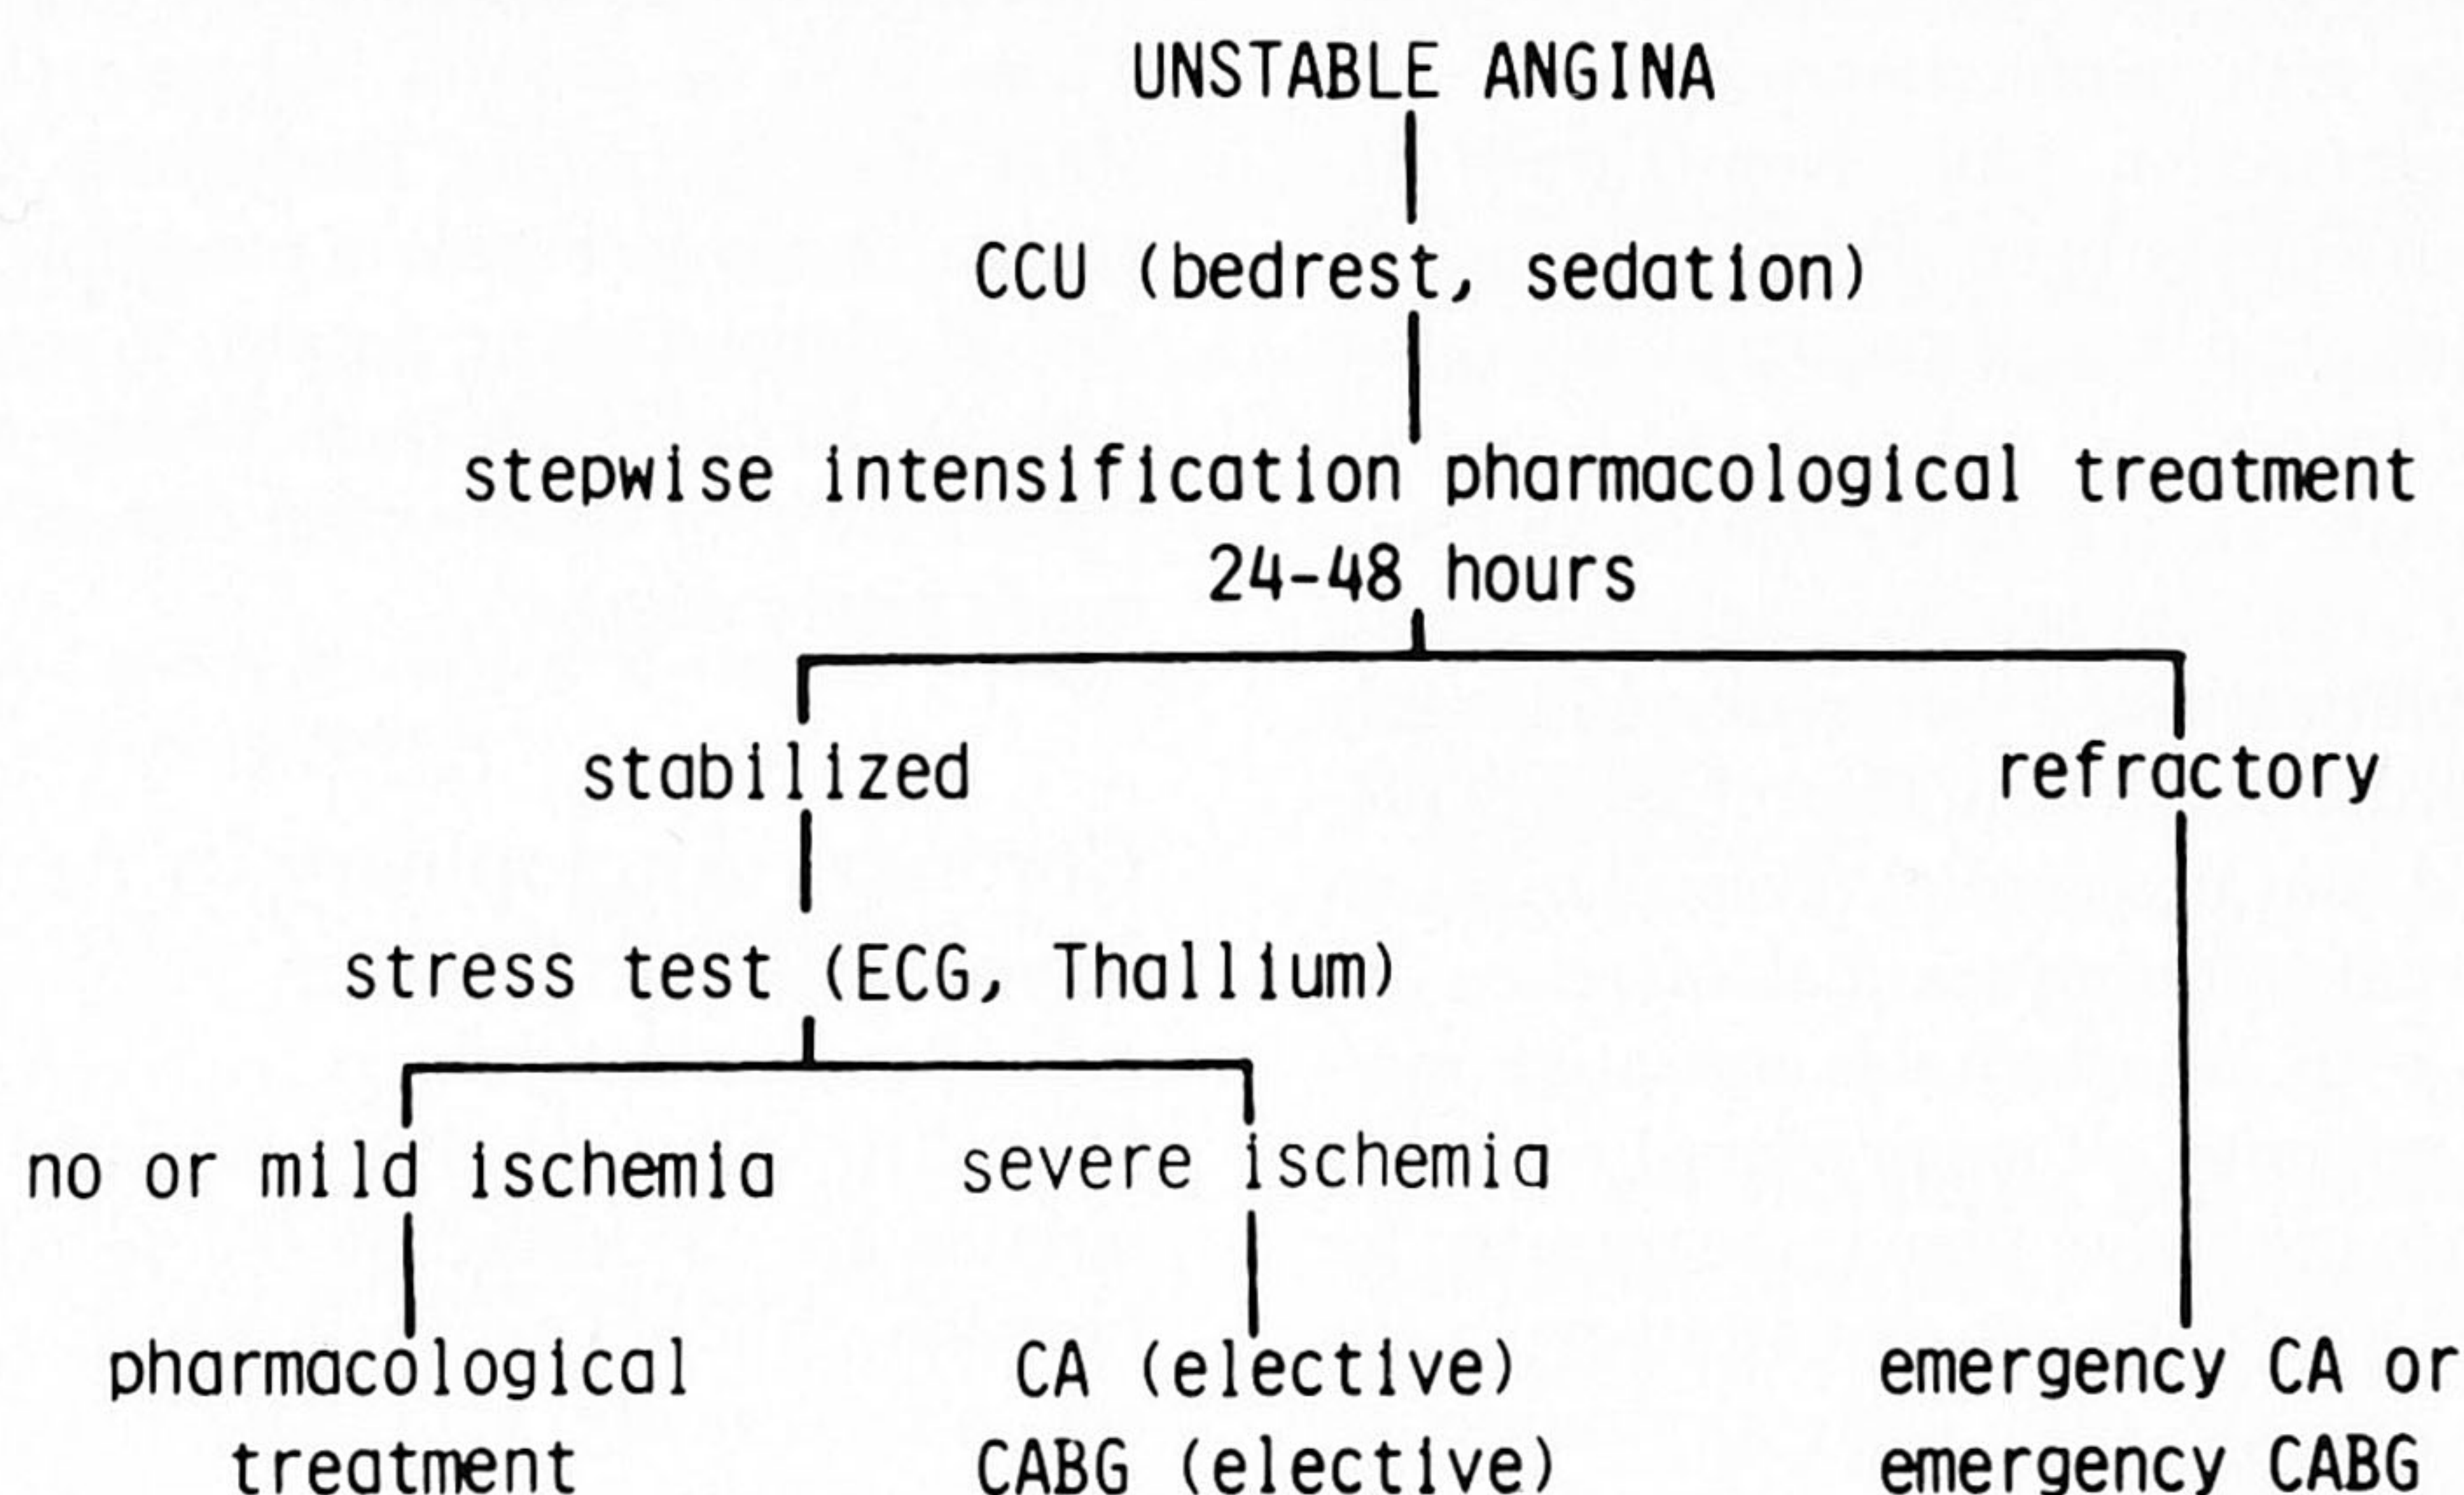 UNSTABLE ANGINA
CCU (bedrest, sedation)
stepwise intensification pharmacological treatment
24-48 hours
stabilized
refractory
stress test (ECG, Thallium)
no or mild ischemia
severe ischemia
pharmacological
treatment
CA (elective)
CABG (elective)
emergency CA or
emergency CABG